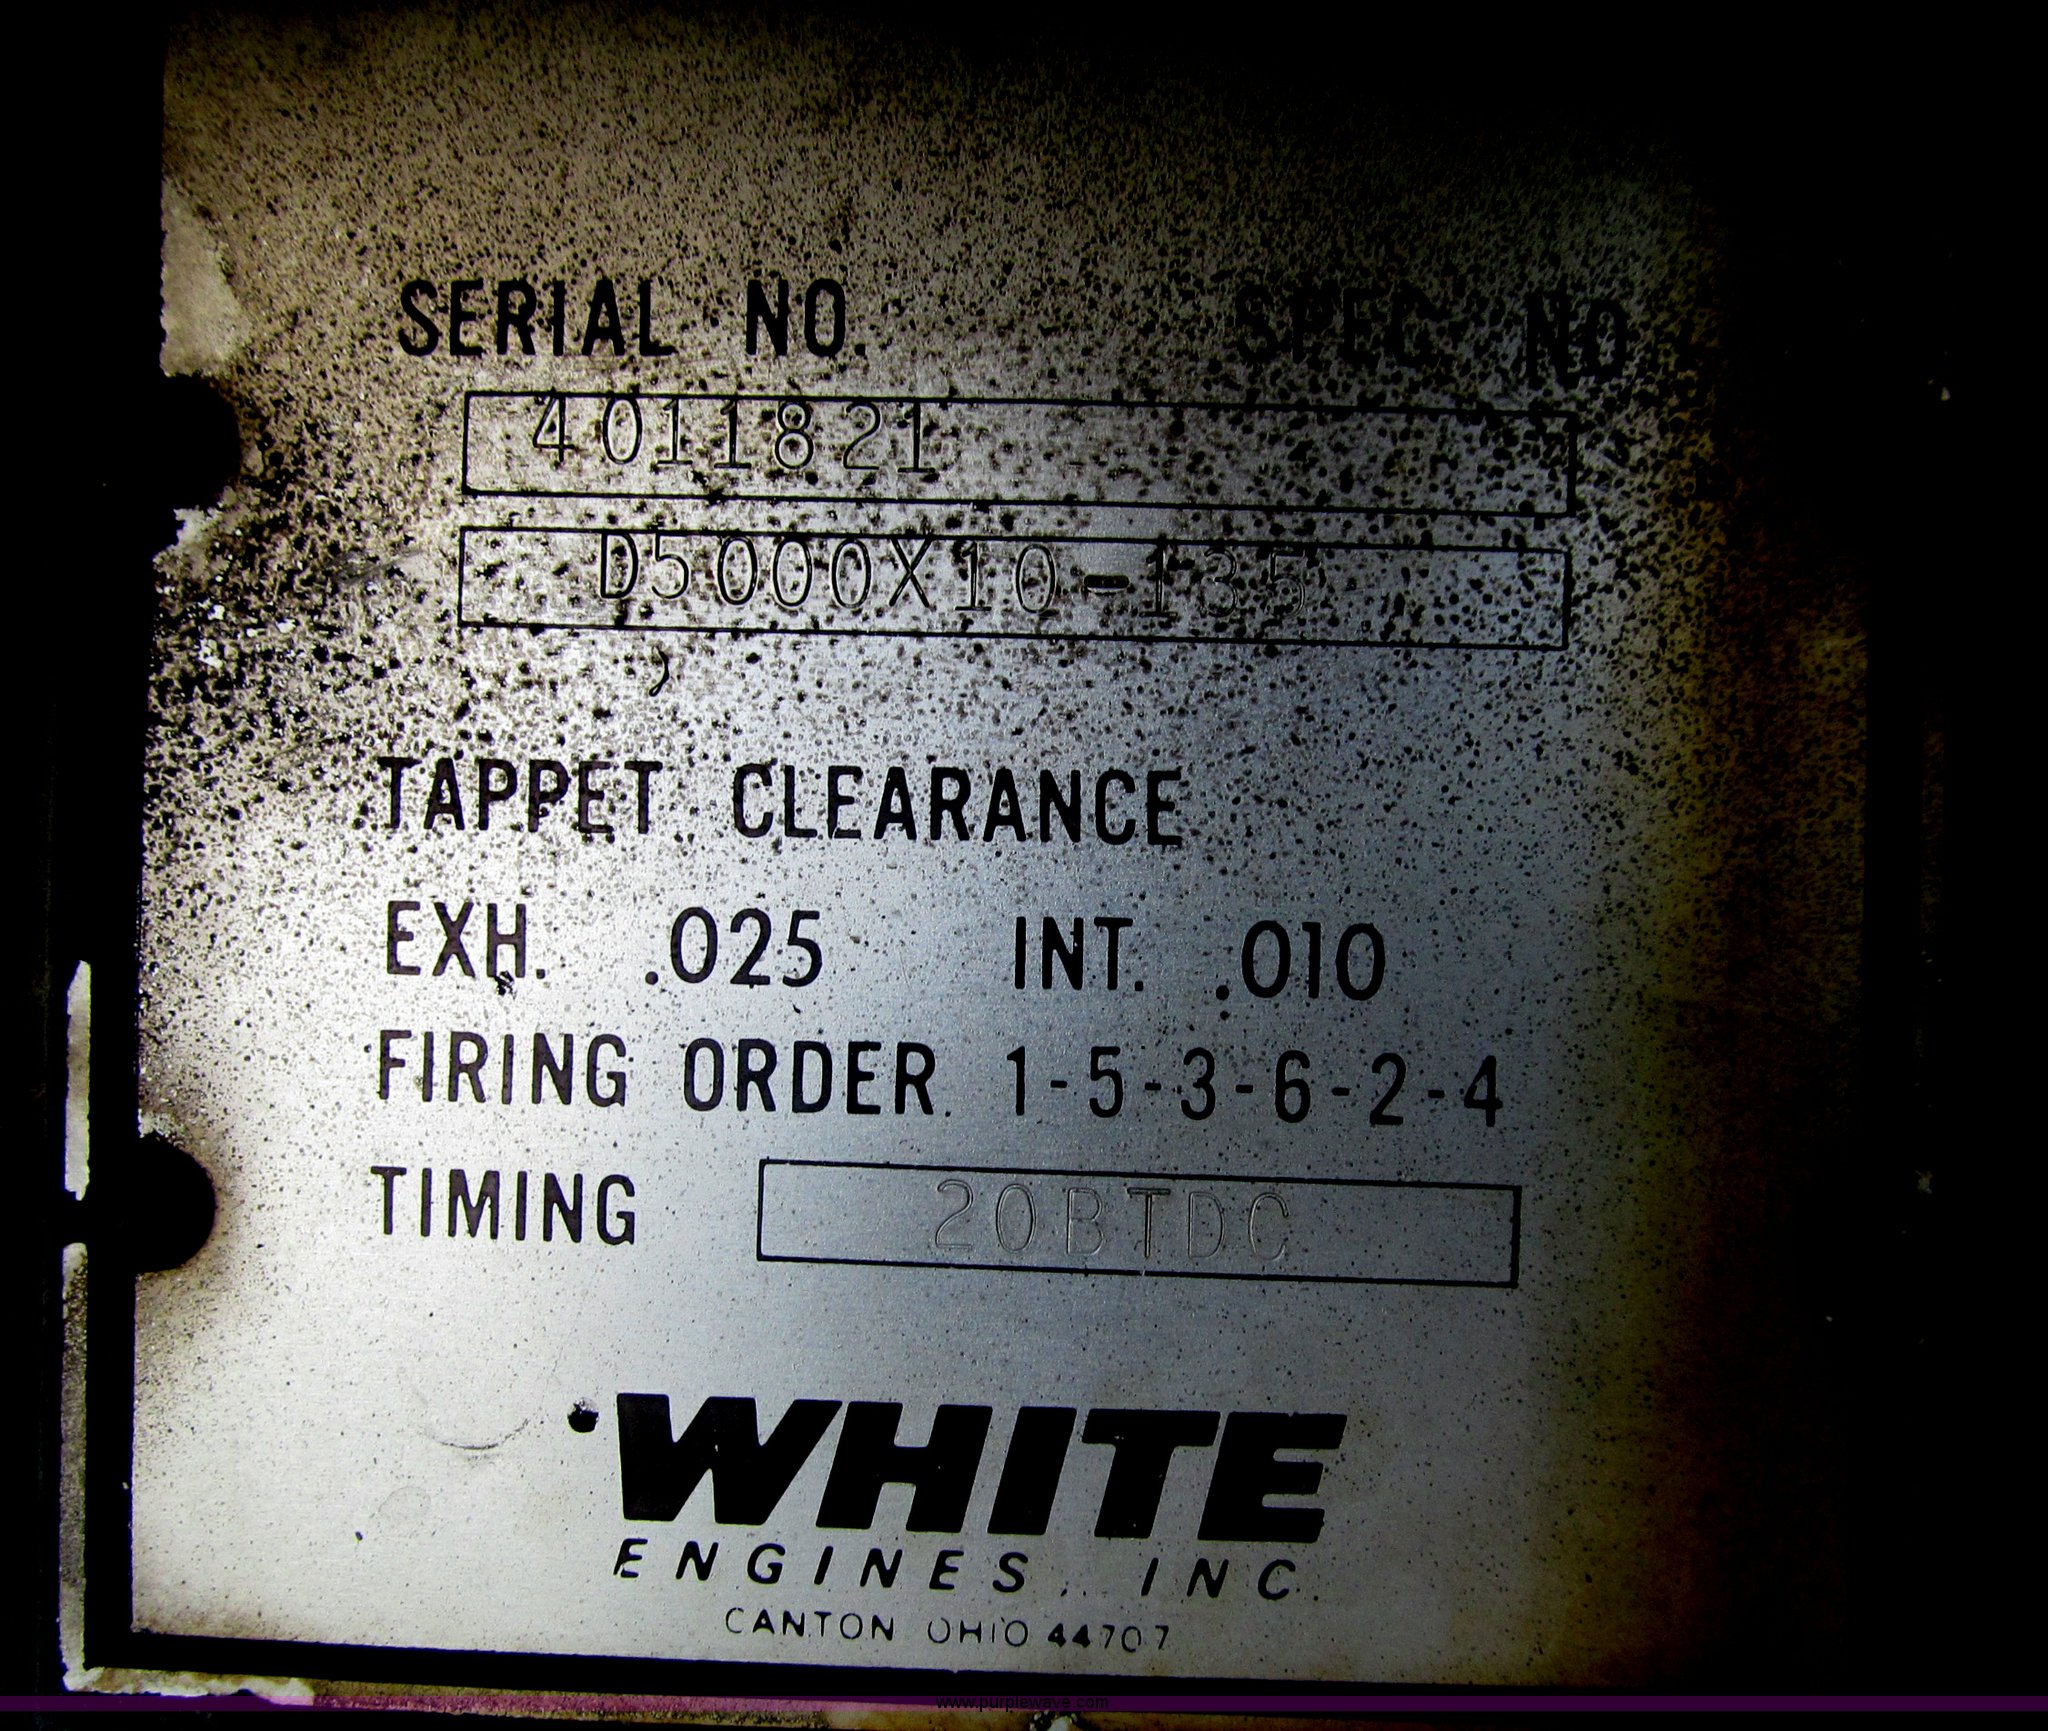 SERIAL NO. SPEC NO
4011821
D5000X10-135
TAPPET CLEARANCE
EXH. .025 INT. .010
FIRING ORDER. 1-5-3-6-2-4
TIMING 20BTDC
WHITE
ENGINES, INC.
CANTON OHIO 44707
www.purplewave.com